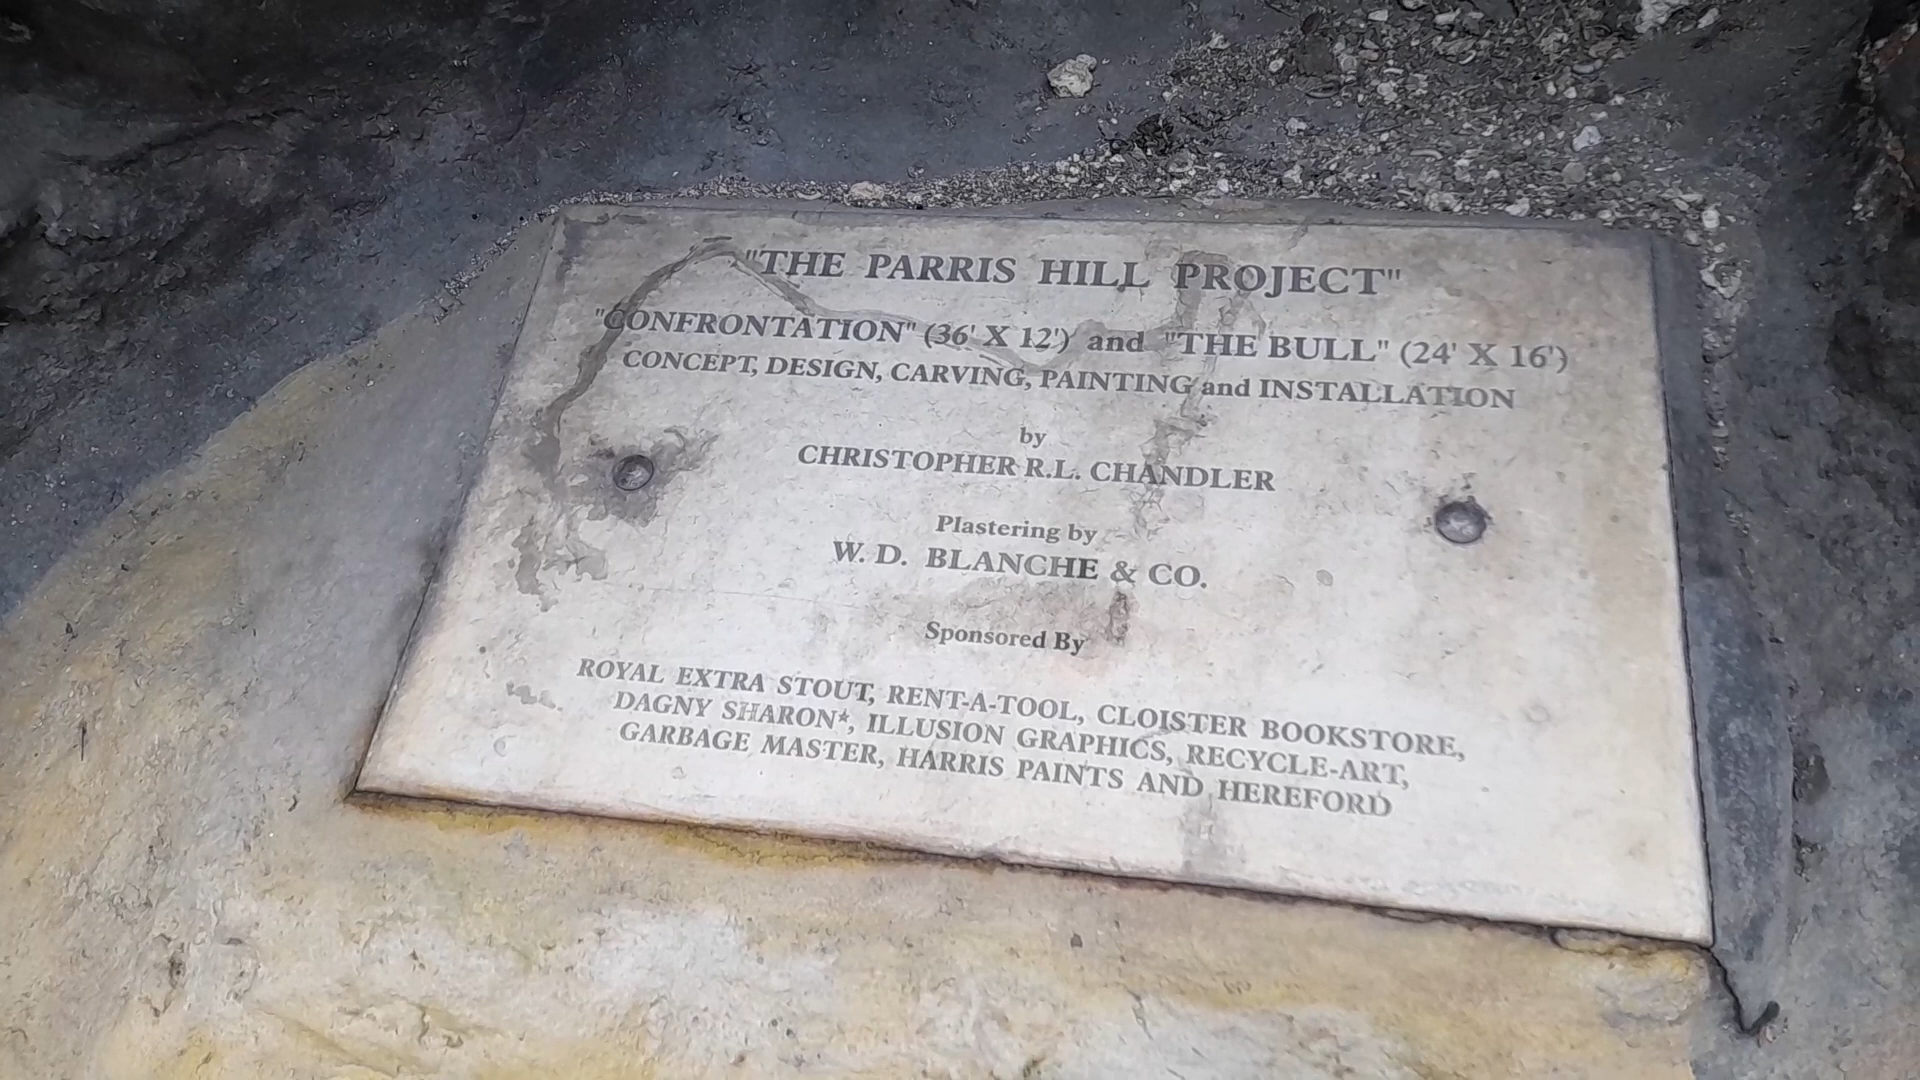 "THE PARRIS HILL PROJECT"
"CONFRONTATION" (36' X 12') and "THE BULL" (24' X 16')
CONCEPT, DESIGN, CARVING, PAINTING and INSTALLATION
by
CHRISTOPHER R.L. CHANDLER
Plastering by
W. D. BLANCHE & CO.
Sponsored By
ROYAL EXTRA STOUT, RENT-A-TOOL, CLOISTER BOOKSTORE,
DAGNY SHARON*, ILLUSION GRAPHICS, RECYCLE-ART,
GARBAGE MASTER, HARRIS PAINTS AND HEREFORD